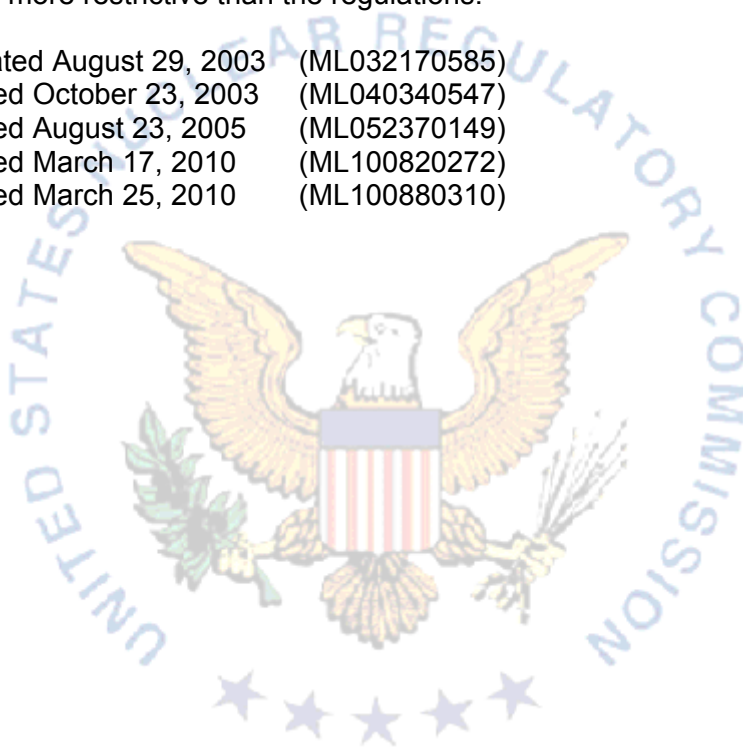 more restrictive than the regulations.
ated August 29, 2003 (ML032170585)
ed October 23, 2003 (ML040340547)
ed August 23, 2005 (ML052370149)
ed March 17, 2010 (ML100820272)
ed March 25, 2010 (ML100880310)
UNITED STATES NUCLEAR REGULATORY COMMISSION